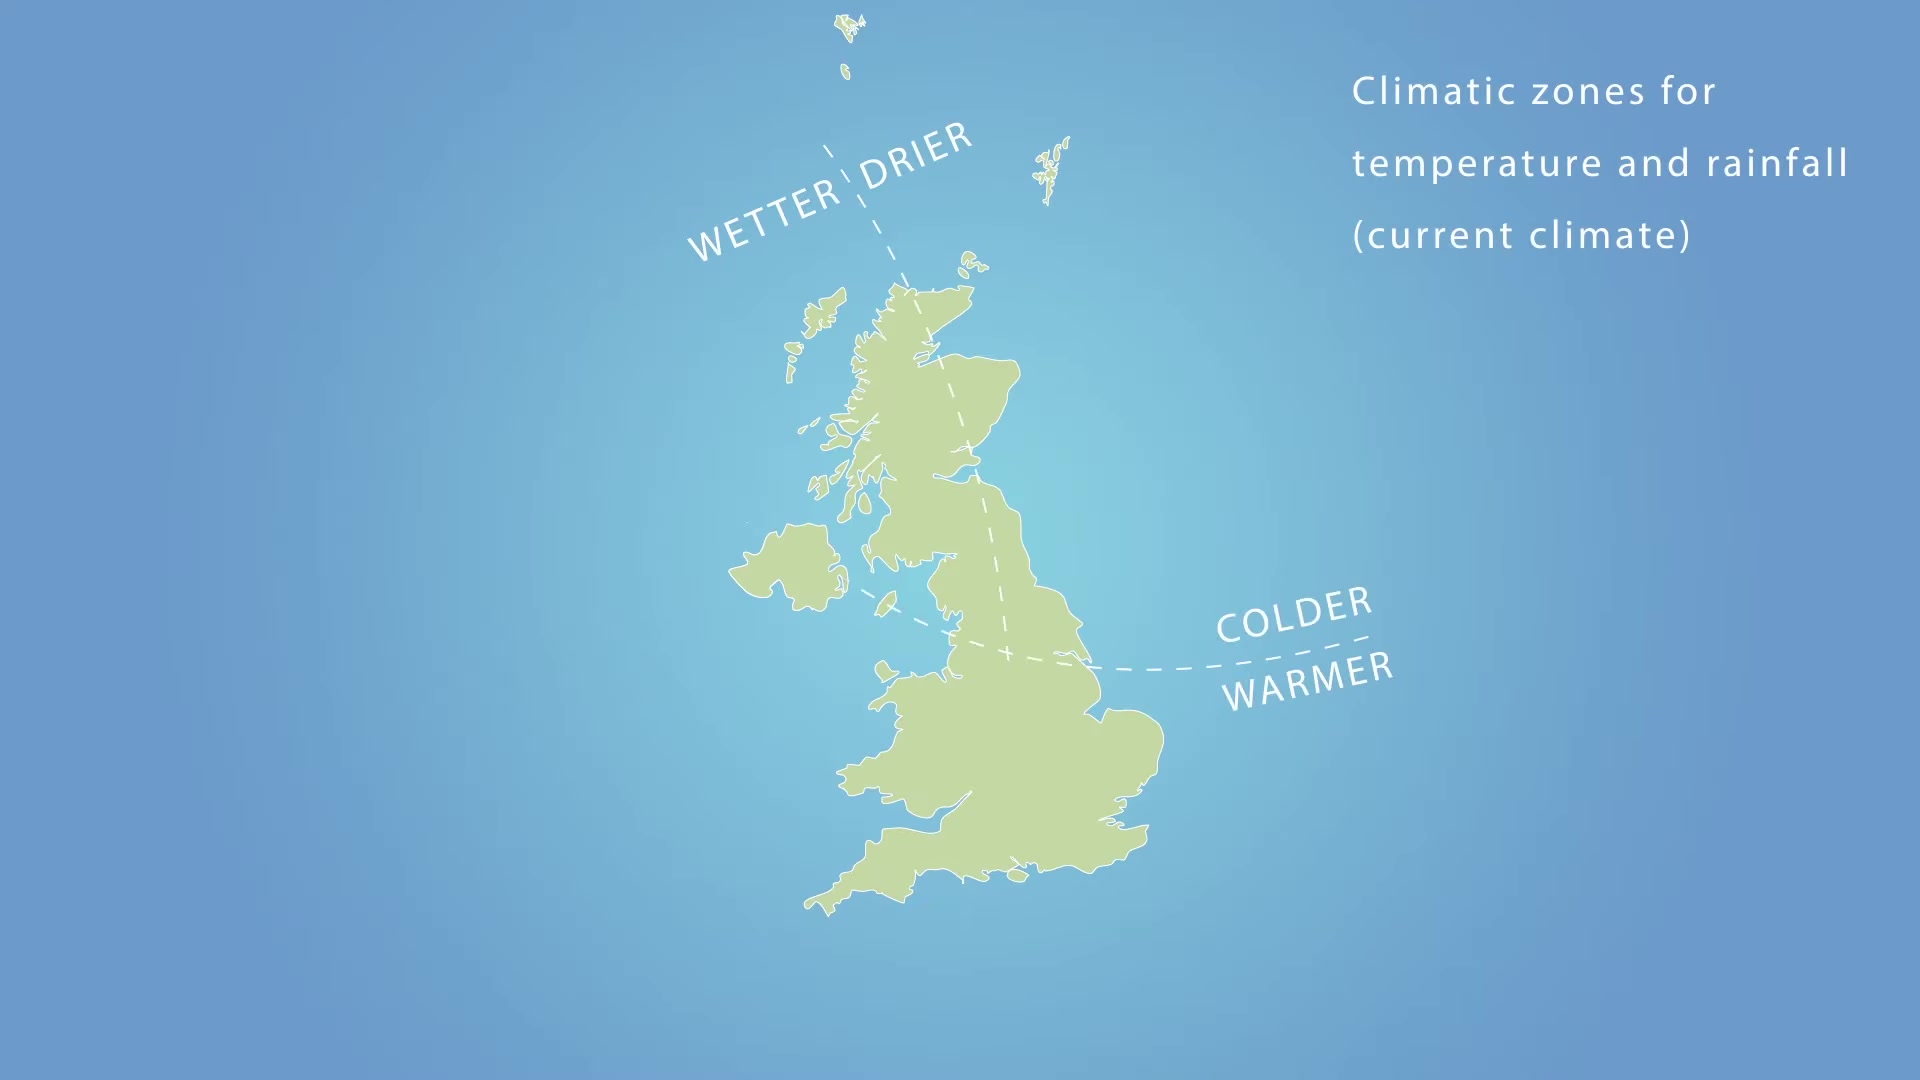 Climatic zones for
temperature and rainfall
(current climate)
WETTER DRIER
COLDER
WARMER